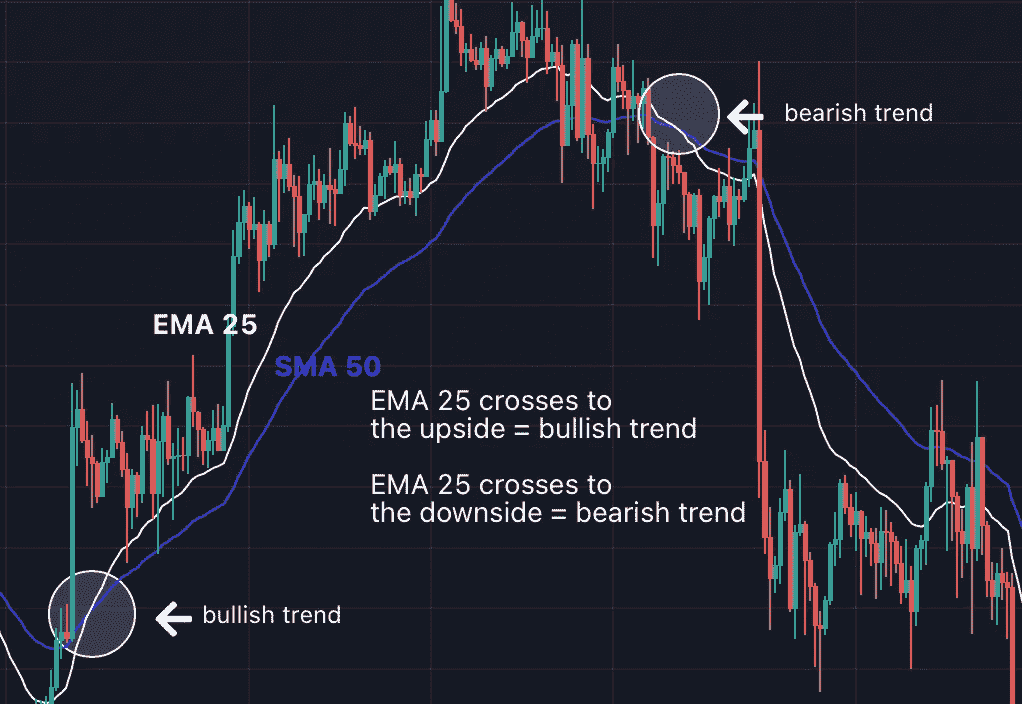 bearish trend
EMA 25
SMA 50
EMA 25 crosses to
the upside = bullish trend
EMA 25 crosses to
the downside = bearish trend
bullish trend